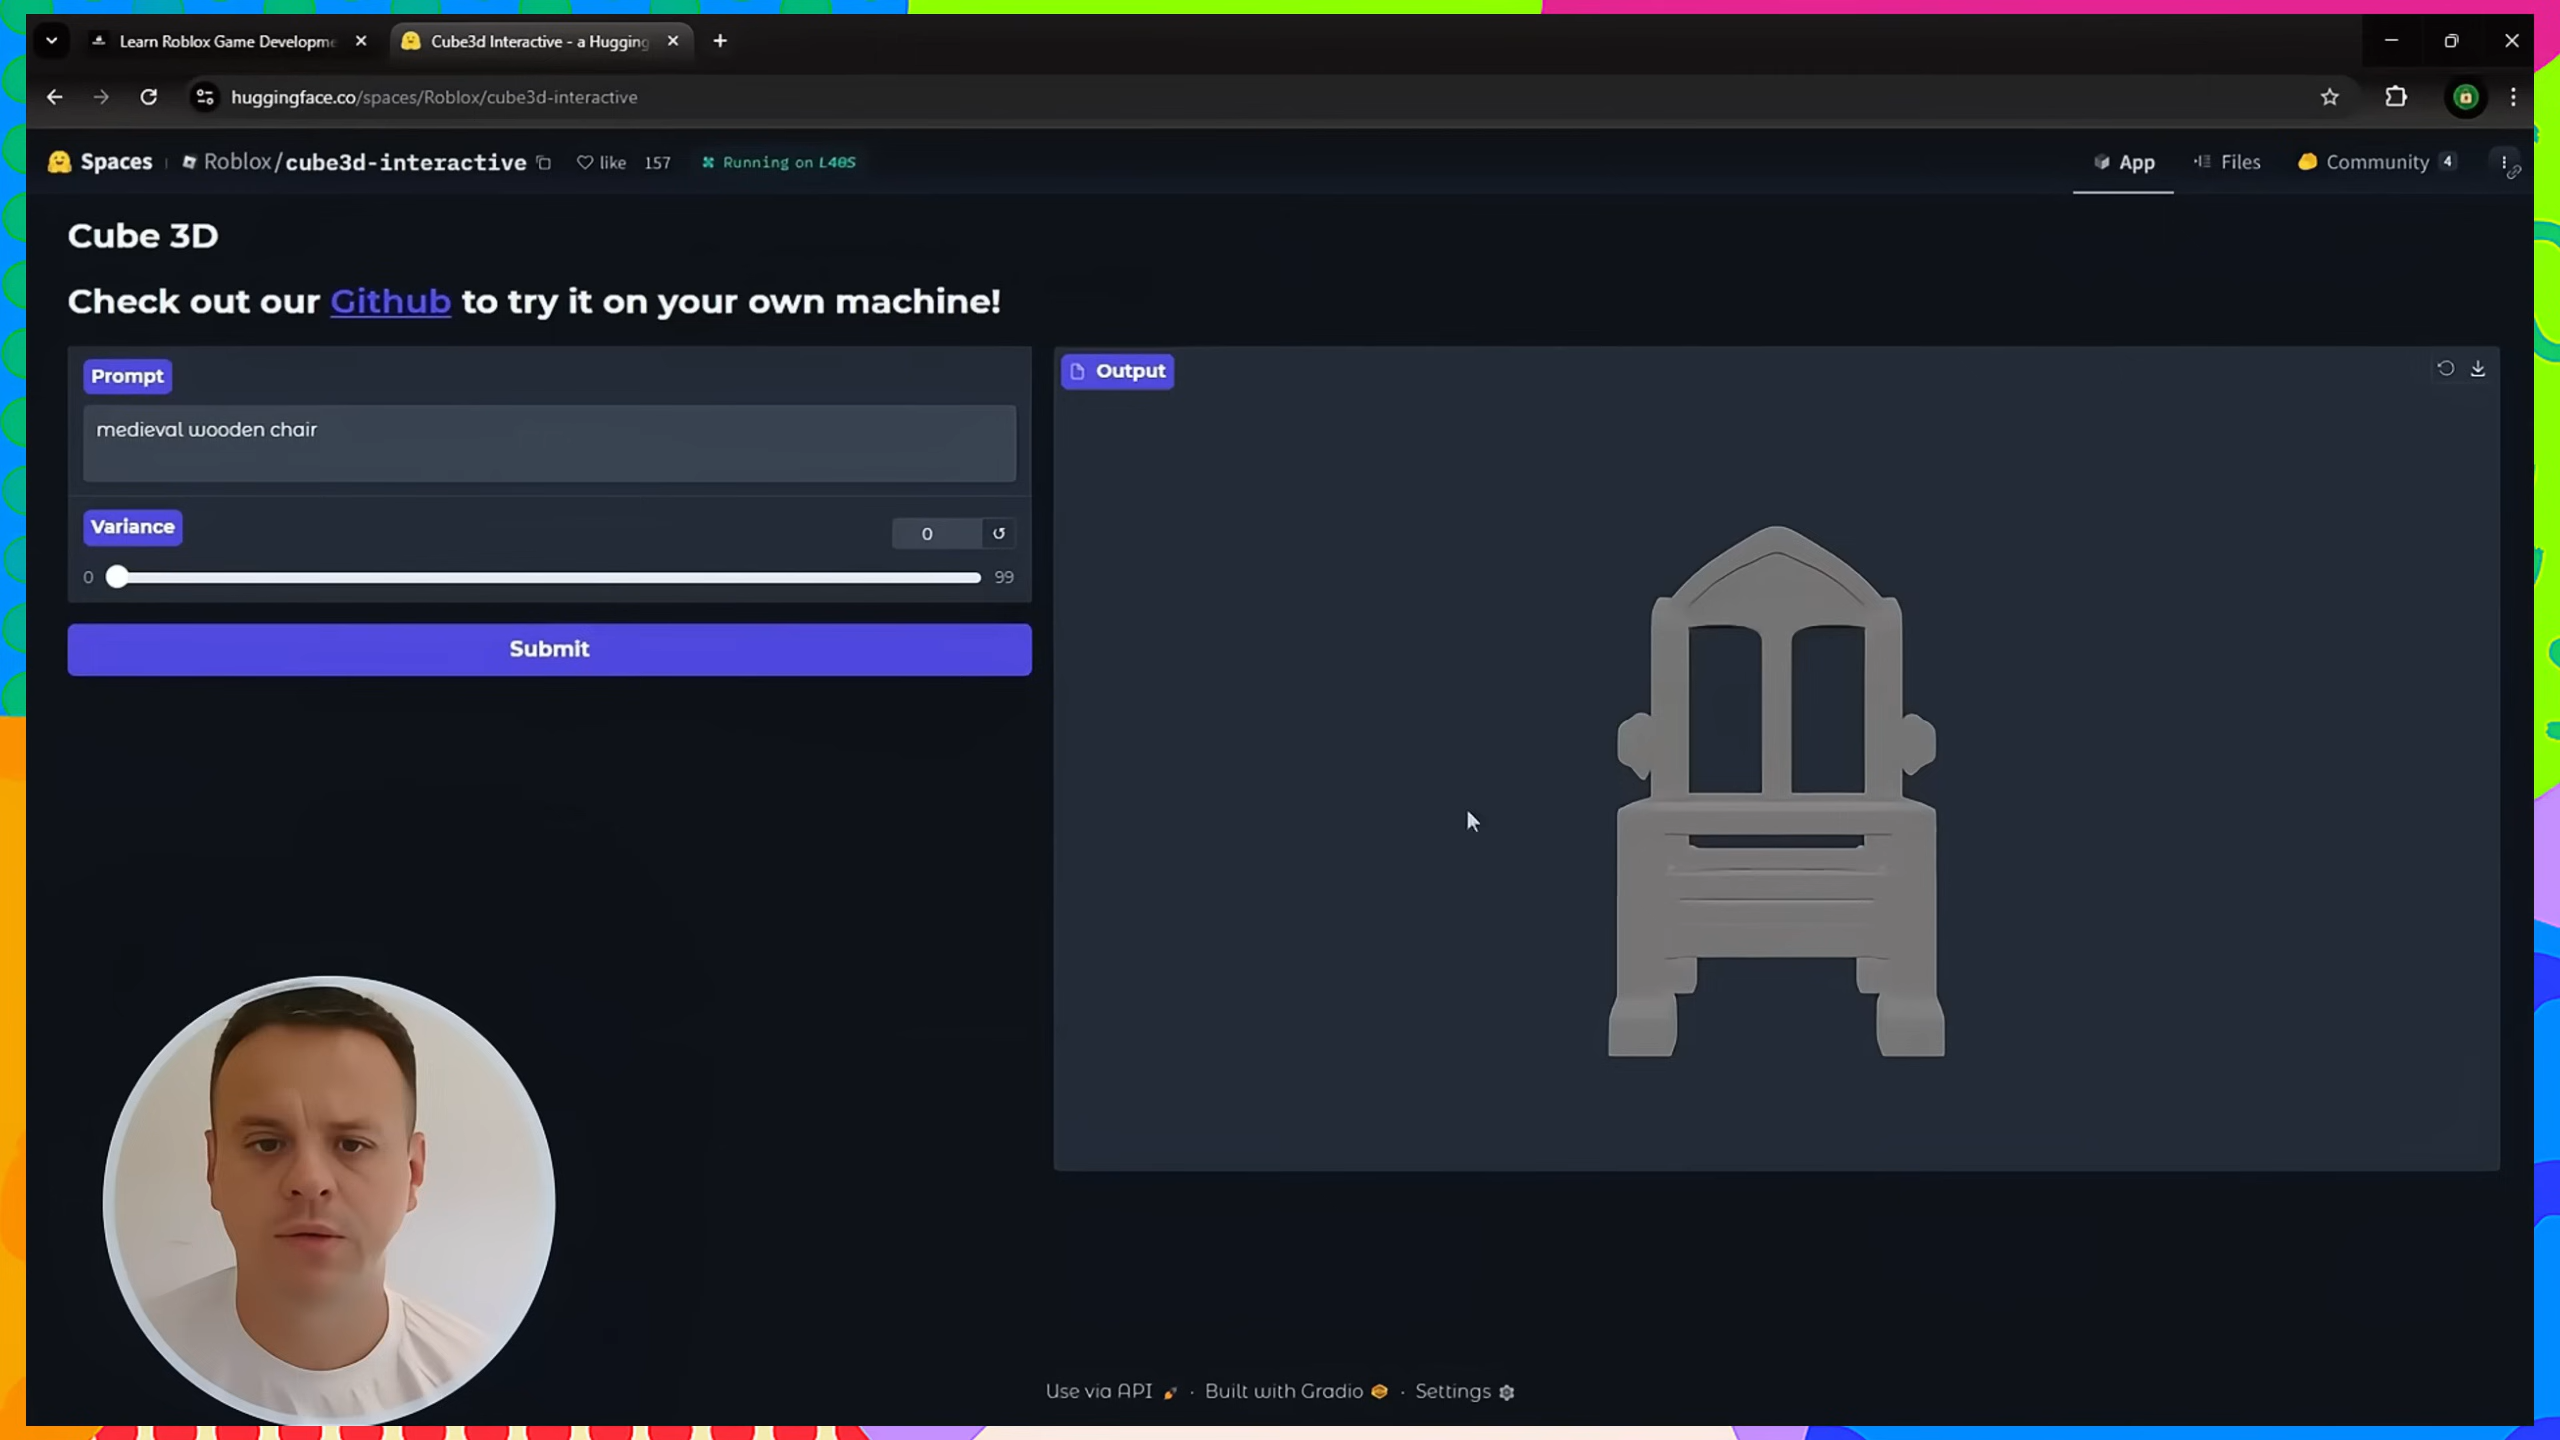 Learn Roblox Game Developme
Cube3d Interactive - a Hugging
huggingface.co/spaces/Roblox/cube3d-interactive
Spaces
Roblox/cube3d-interactive
like 157
Running on L40S
App
Files
Community 4
Cube 3D
Check out our Github to try it on your own machine!
Prompt
medieval wooden chair
Variance
0
0
99
Submit
Output
Use via API · Built with Gradio · Settings